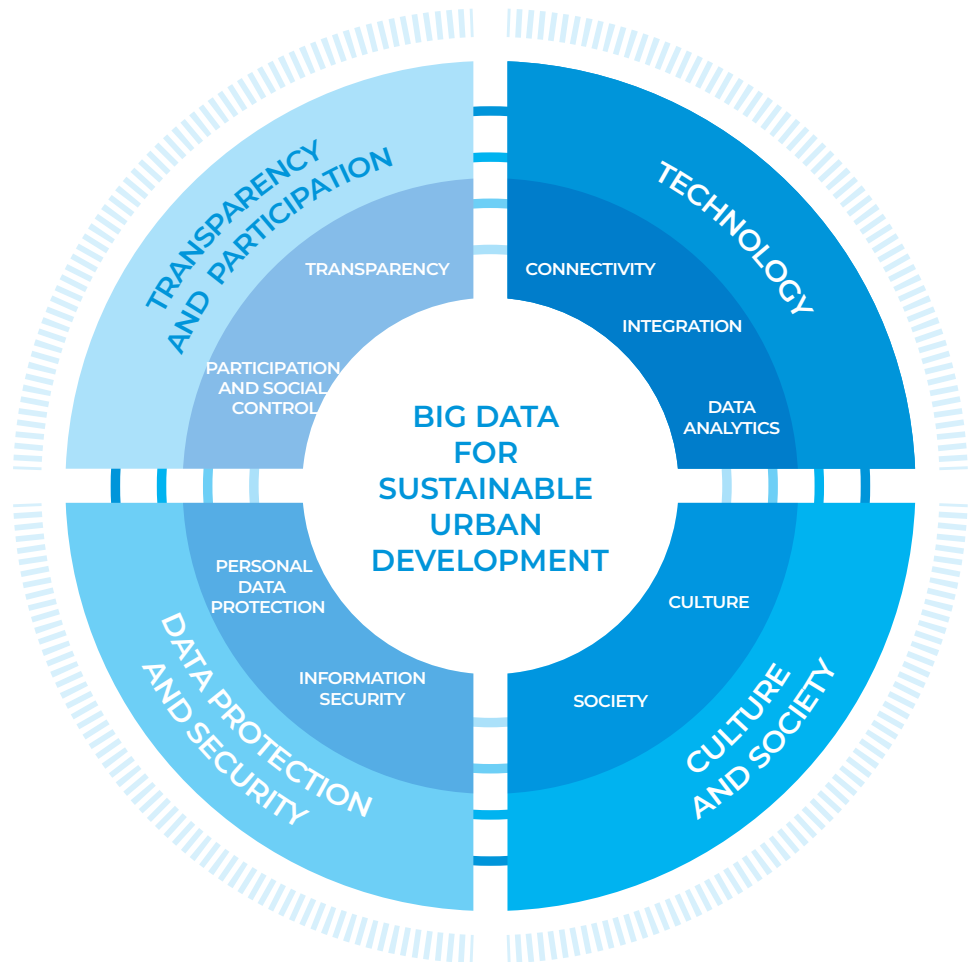 TRANSPARENCY
AND PARTICIPATION
TRANSPARENCY
PARTICIPATION
AND SOCIAL
CONTROL
TECHNOLOGY
CONNECTIVITY
INTEGRATION
DATA
ANALYTICS
BIG DATA
FOR
SUSTAINABLE
URBAN
DEVELOPMENT
PERSONAL
DATA
PROTECTION
INFORMATION
SECURITY
DATA PROTECTION
AND SECURITY
CULTURE
SOCIETY
CULTURE
AND SOCIETY